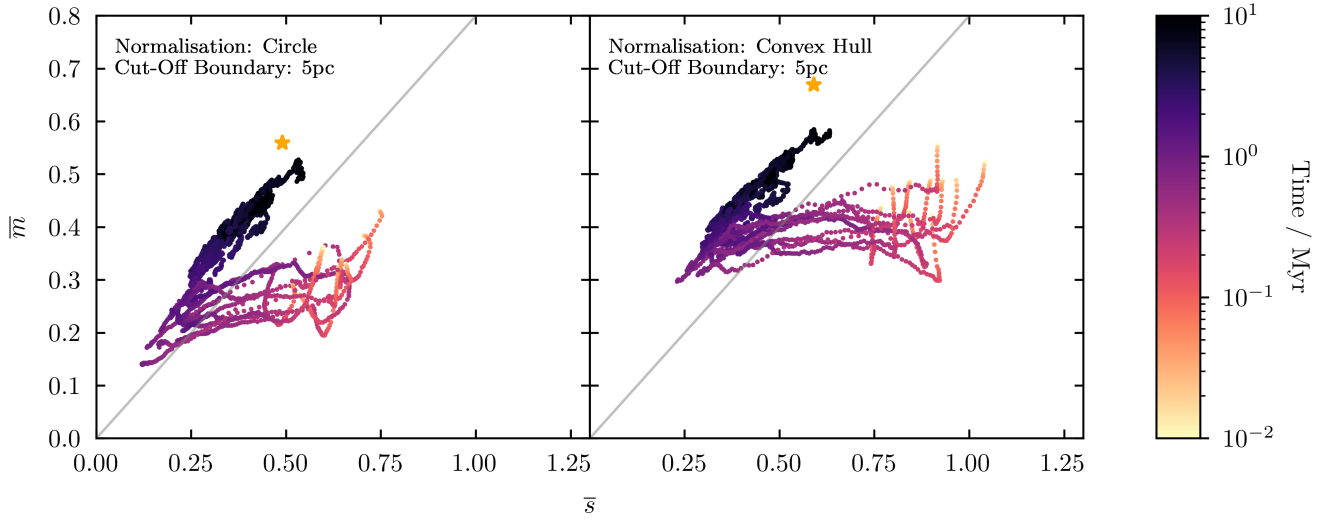 Normalisation: Circle
Cut-Off Boundary: 5pc
Normalisation: Convex Hull
Cut-Off Boundary: 5pc
0.8
0.7
0.6
0.5
0.4
0.3
0.2
0.1
0.0
m̅
0.00 0.25 0.50 0.75 1.00 1.25
0.25 0.50 0.75 1.00 1.25
s̅
10¹
10⁰
10⁻¹
10⁻²
Time / Myr